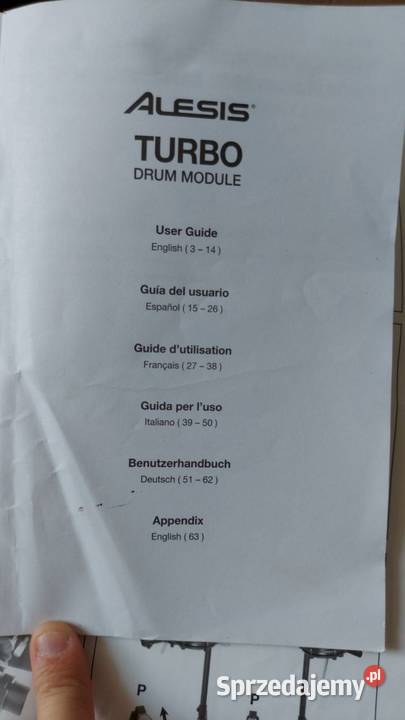 ALESIS®
TURBO
DRUM MODULE
User Guide
English ( 3 – 14 )
Guía del usuario
Español ( 15 – 26 )
Guide d’utilisation
Français ( 27 – 38 )
Guida per l’uso
Italiano ( 39 – 50 )
Benutzerhandbuch
Deutsch ( 51 – 62 )
Appendix
English ( 63 )
P
P
Sprzedajemy.pl